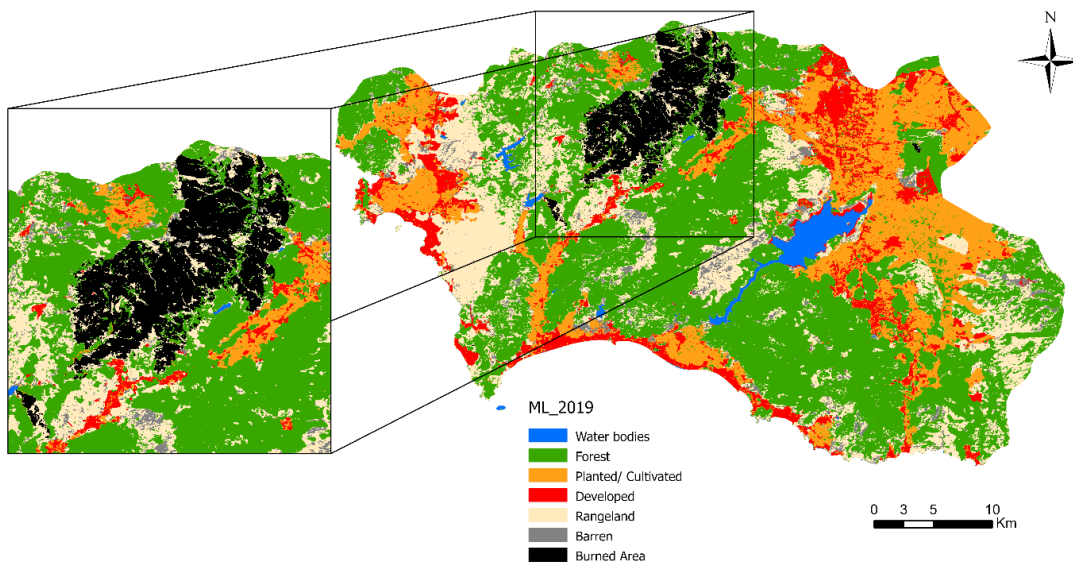 N
ML_2019
Water bodies
Forest
Planted/ Cultivated
Developed
Rangeland
Barren
Burned Area
0 3 5 10
Km